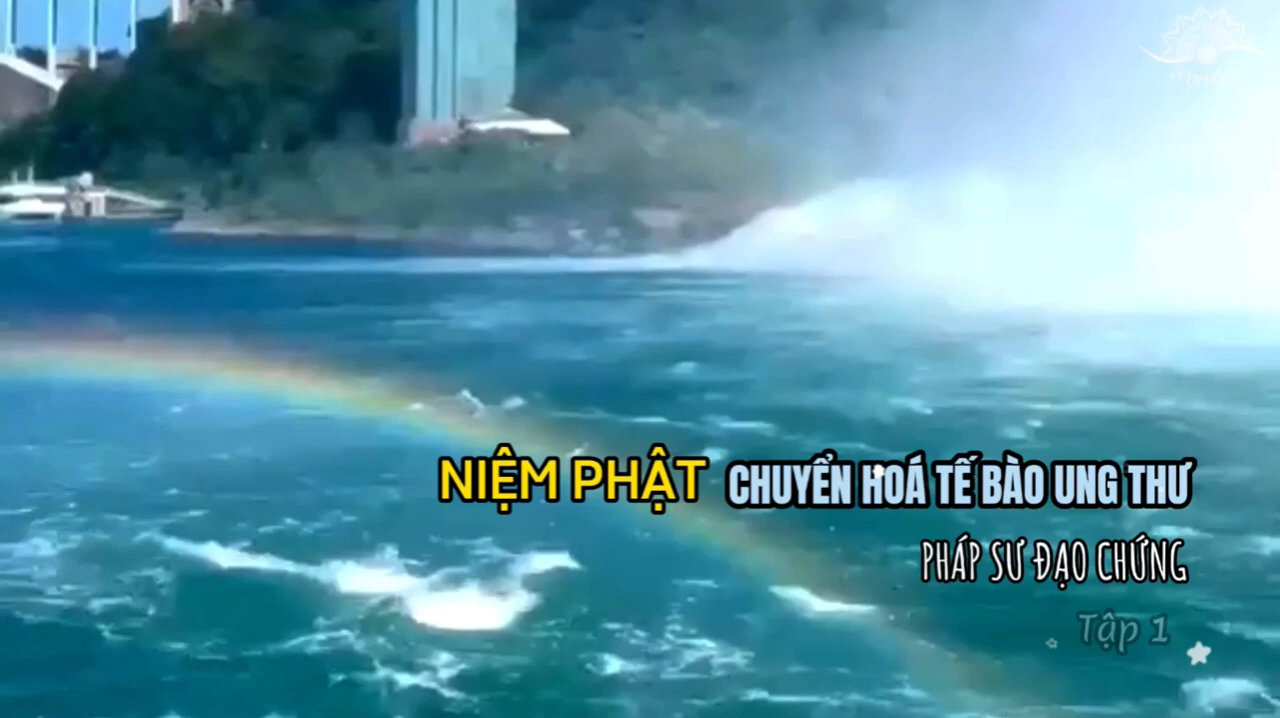 NIỆM PHẬT CHUYỂN HOÁ TẾ BÀO UNG THƯ
PHÁP SƯ ĐẠO CHỨNG
Tập 1